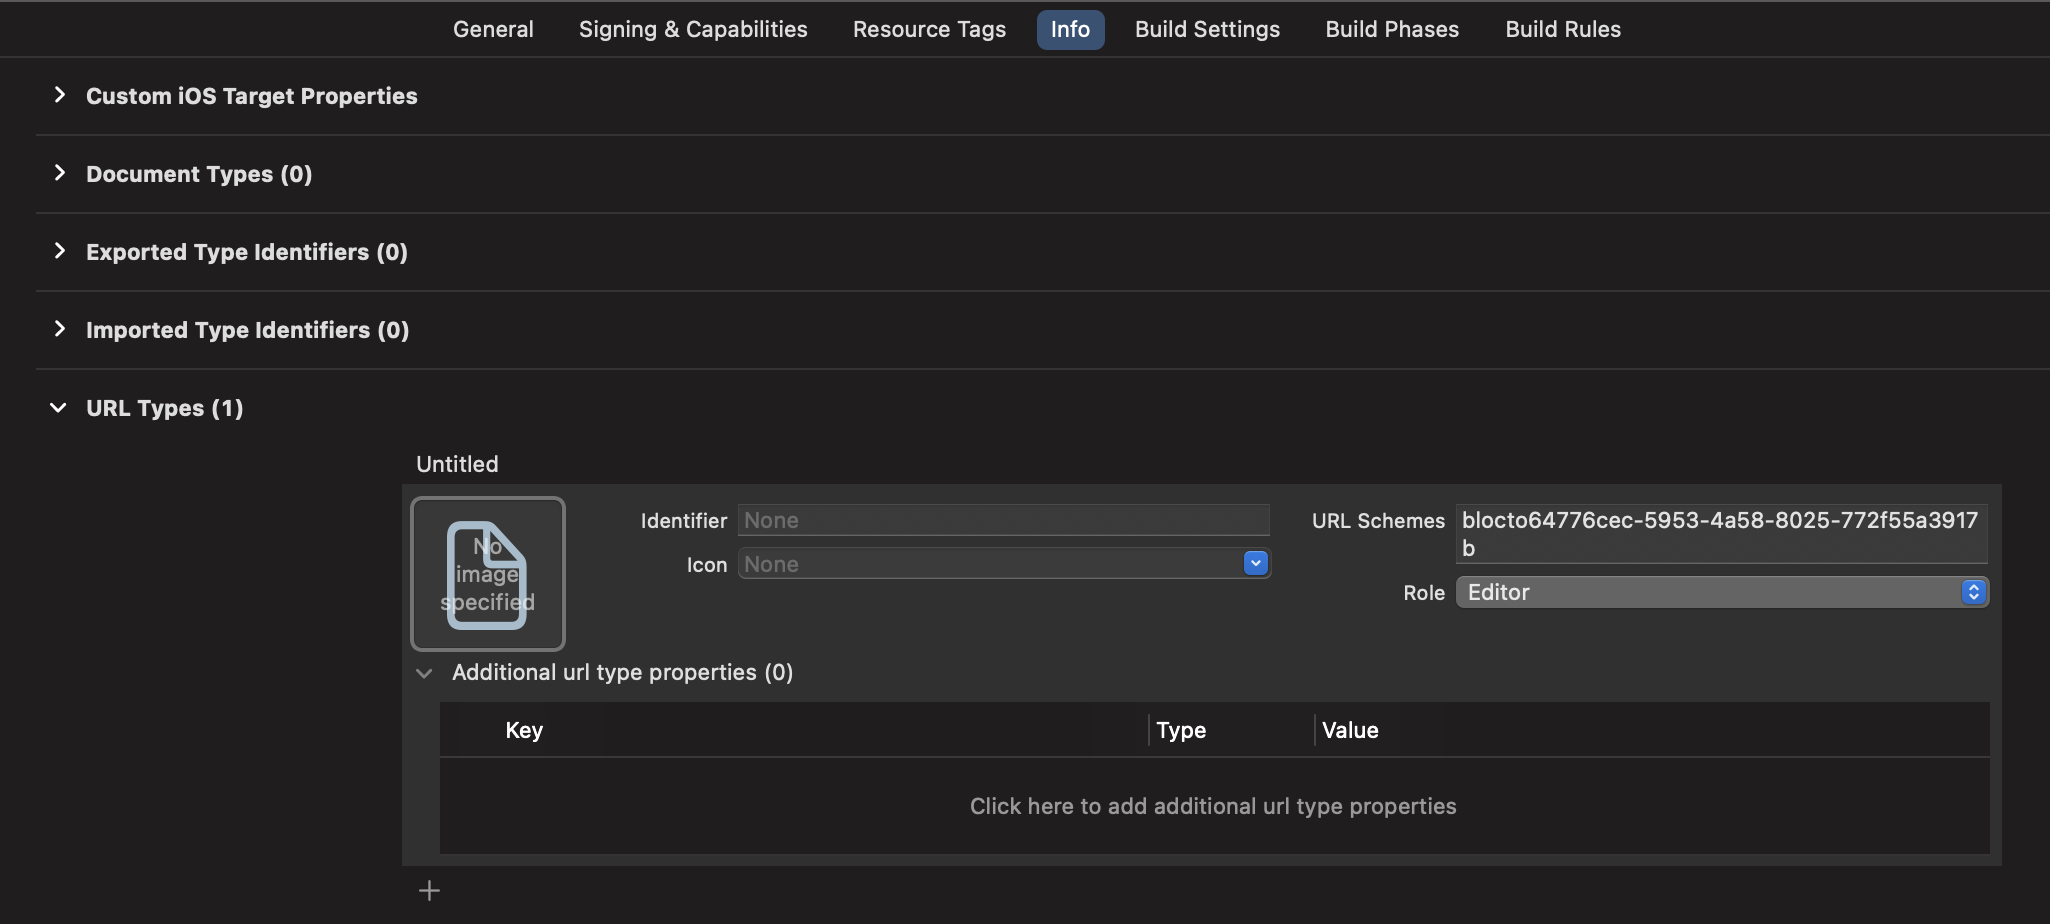 General Signing & Capabilities Resource Tags Info Build Settings Build Phases Build Rules
Custom iOS Target Properties
Document Types (0)
Exported Type Identifiers (0)
Imported Type Identifiers (0)
URL Types (1)
Untitled
No
image
specified
Identifier None
Icon None
URL Schemes blocto64776cec-5953-4a58-8025-772f55a3917
b
Role Editor
Additional url type properties (0)
Key Type Value
Click here to add additional url type properties